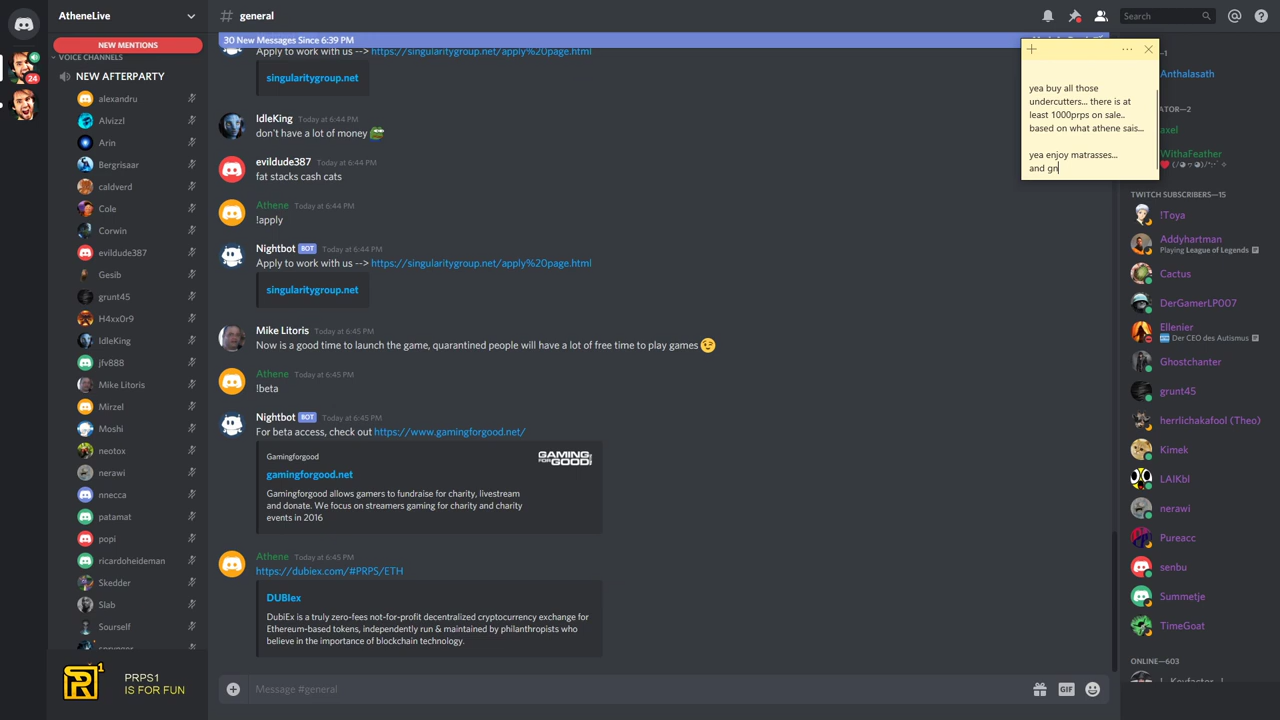 AtheneLive
NEW MENTIONS
VOICE CHANNELS
NEW AFTERPARTY
alexandru
Alvizzl
Arin
Bergrisaar
caldverd
Cole
Corwin
evildude387
Gesib
grunt45
H4xx0r9
IdleKing
jfv888
Mike Litoris
Mirzel
Moshi
neotox
nerawi
nnecca
patamat
popi
ricardoheideman
Skedder
Slab
Sourself
24
PRPS1
IS FOR FUN
# general
Search
30 New Messages Since 6:39 PM
Apply to work with us --> https://singularitygroup.net/apply%20page.html
singularitygroup.net
IdleKing Today at 6:44 PM
don't have a lot of money
evildude387 Today at 6:44 PM
fat stacks cash cats
Athene Today at 6:44 PM
!apply
Nightbot BOT Today at 6:44 PM
Apply to work with us --> https://singularitygroup.net/apply%20page.html
singularitygroup.net
Mike Litoris Today at 6:45 PM
Now is a good time to launch the game, quarantined people will have a lot of free time to play games
Athene Today at 6:45 PM
!beta
Nightbot BOT Today at 6:45 PM
For beta access, check out https://www.gamingforgood.net/
Gamingforgood
gamingforgood.net
Gamingforgood allows gamers to fundraise for charity, livestream
and donate. We focus on streamers gaming for charity and charity
events in 2016
GAMING
FOR GOOD
Athene Today at 6:45 PM
https://dubiex.com/#PRPS/ETH
DUBIex
DubiEx is a truly zero-fees not-for-profit decentralized cryptocurrency exchange for
Ethereum-based tokens, independently run & maintained by philanthropists who
believe in the importance of blockchain technology.
Message #general
GIF
yea buy all those
undercutters... there is at
least 1000prps on sale..
based on what athene sais...
yea enjoy matrasses...
and gn
Anthalasath
axel
WithaFeather
TWITCH SUBSCRIBERS—15
!Toya
Addyhartman
Playing League of Legends
Cactus
DerGamerLP007
Ellenier
Der CEO des Autismus
Ghostchanter
grunt45
herrlichakafool (Theo)
Kimek
LAIKbl
nerawi
Pureacc
senbu
Summetje
TimeGoat
ONLINE—603